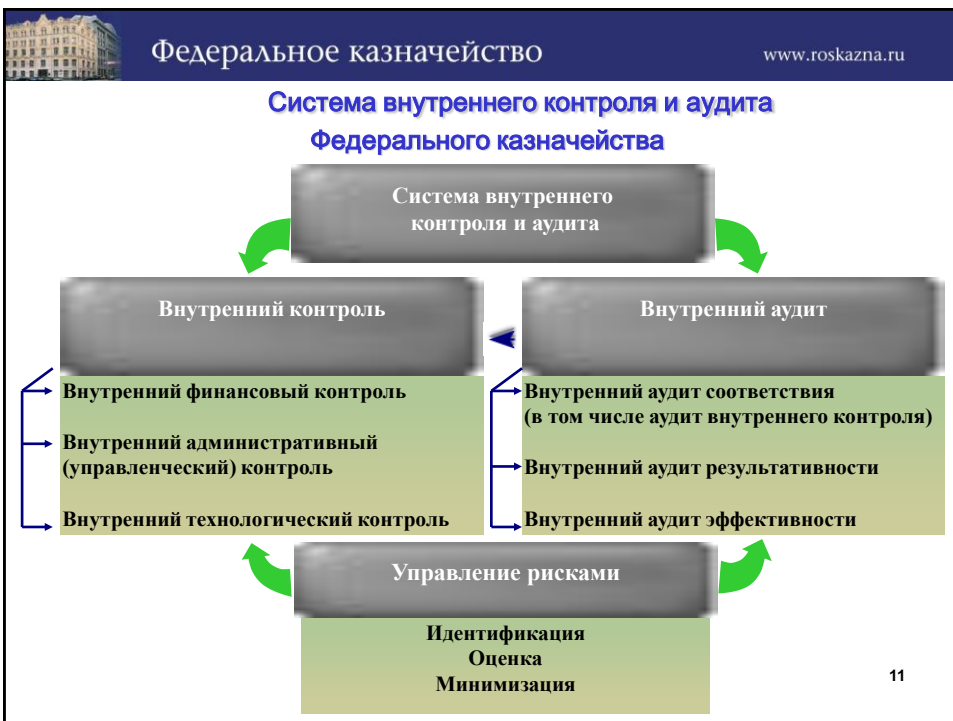 Федеральное казначейство
www.roskazna.ru
Система внутреннего контроля и аудита
Федерального казначейства
Система внутреннего
контроля и аудита
Внутренний контроль
Внутренний финансовый контроль
Внутренний административный
(управленческий) контроль
Внутренний технологический контроль
Внутренний аудит
Внутренний аудит соответствия
(в том числе аудит внутреннего контроля)
Внутренний аудит результативности
Внутренний аудит эффективности
Управление рисками
Идентификация
Оценка
Минимизация
11